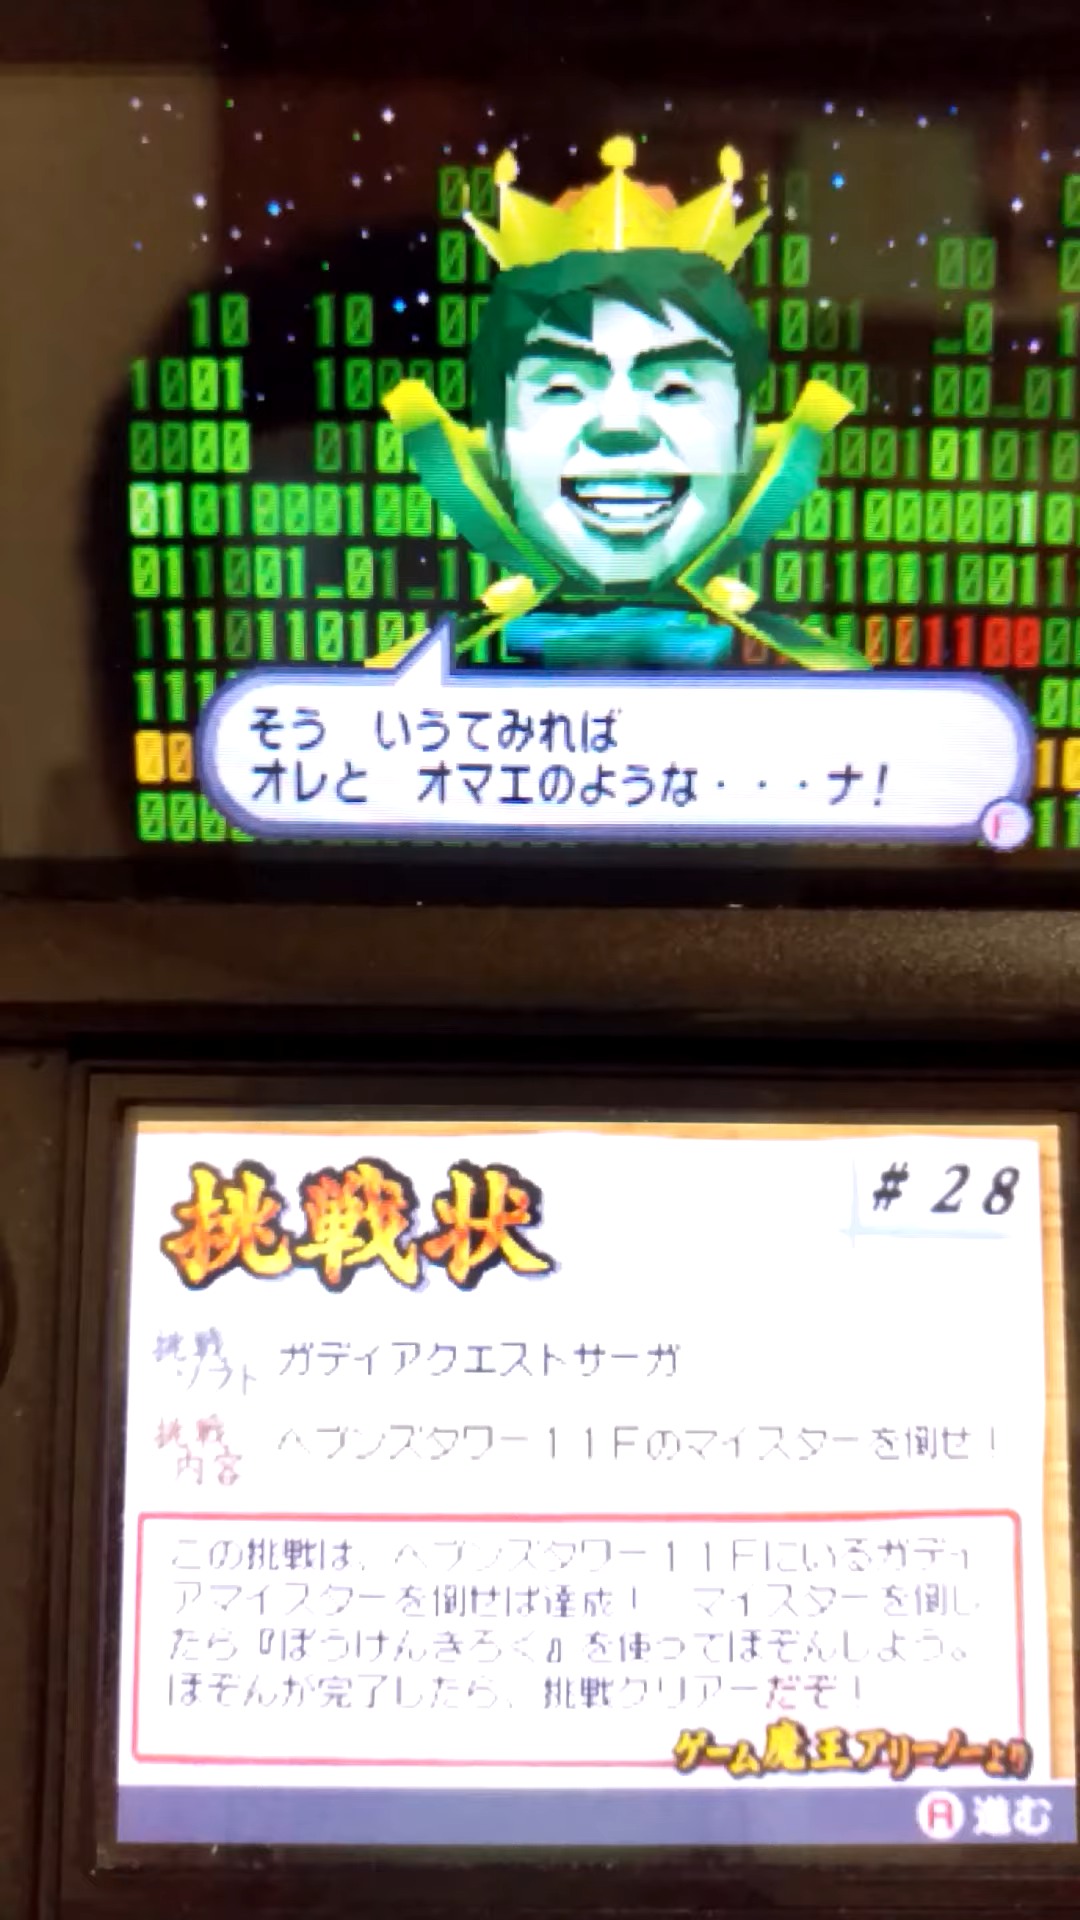 そう いうてみれば
オレと オマエのような・・・ナ!
挑戦状
#28
挑戦ソフト ガディアクエストサーガ
挑戦内容 ヘブンズタワー11Fのマイスターを倒せ!
この挑戦は、ヘブンズタワー11Fにいるガディ
アマイスターを倒せば達成! マイスターを倒し
たら『ぼうけんきろく』を使ってほぞんしよう。
ほぞんが完了したら、挑戦クリアーだぞ!
ゲーム魔王アリーノーより
A 進む